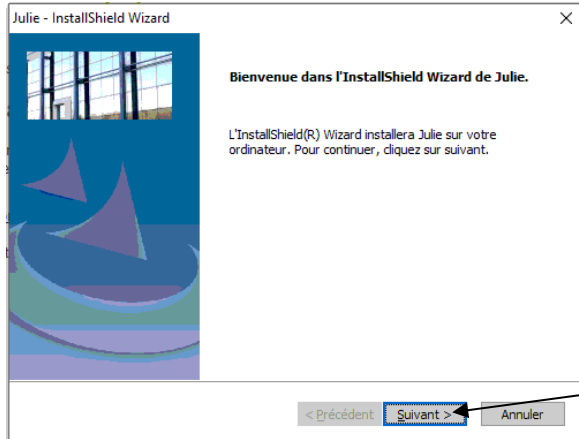 Julie - InstallShield Wizard
Bienvenue dans l'InstallShield Wizard de Julie.
L'InstallShield(R) Wizard installera Julie sur votre
ordinateur. Pour continuer, cliquez sur suivant.
< Précédent Suivant > Annuler